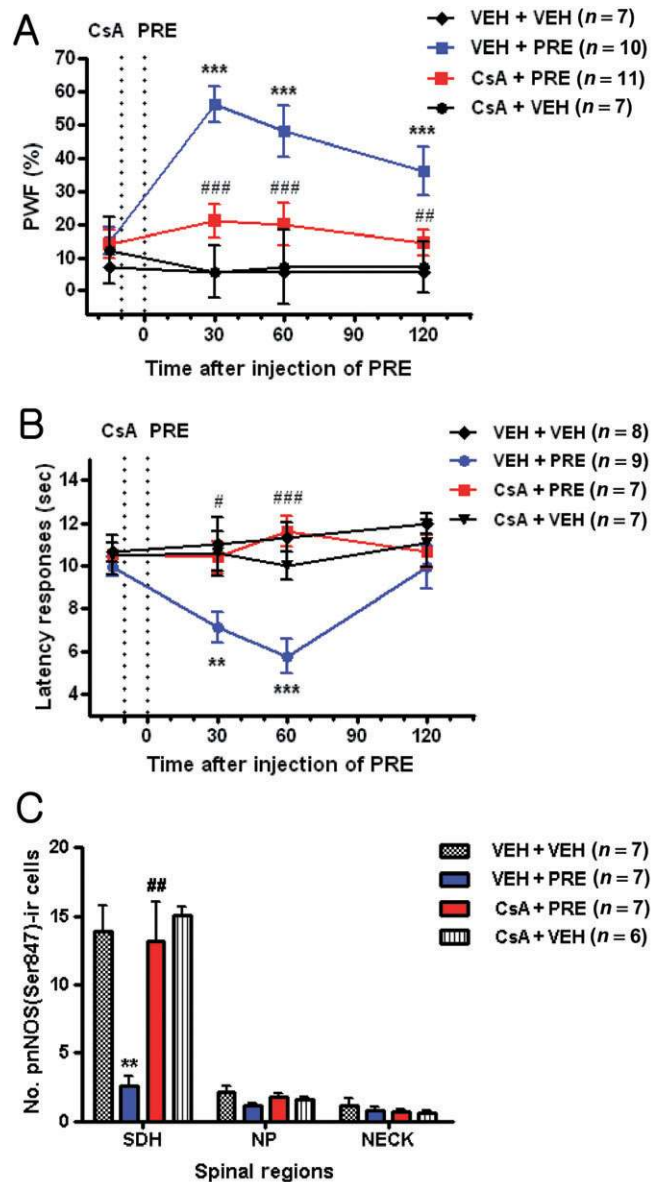 A
CsA PRE
VEH + VEH (n = 7)
VEH + PRE (n = 10)
CsA + PRE (n = 11)
CsA + VEH (n = 7)
70
60
50
40
30
20
10
0
PWF (%)
***
***
***
###
###
##
0 30 60 90 120
Time after injection of PRE
B
CsA PRE
VEH + VEH (n = 8)
VEH + PRE (n = 9)
CsA + PRE (n = 7)
CsA + VEH (n = 7)
14
12
10
8
6
4
Latency responses (sec)
#
###
**
***
0 30 60 90 120
Time after injection of PRE
C
VEH + VEH (n = 7)
VEH + PRE (n = 7)
CsA + PRE (n = 7)
CsA + VEH (n = 6)
20
15
10
5
0
No. pnNOS(Ser847)-ir cells
##
**
SDH NP NECK
Spinal regions